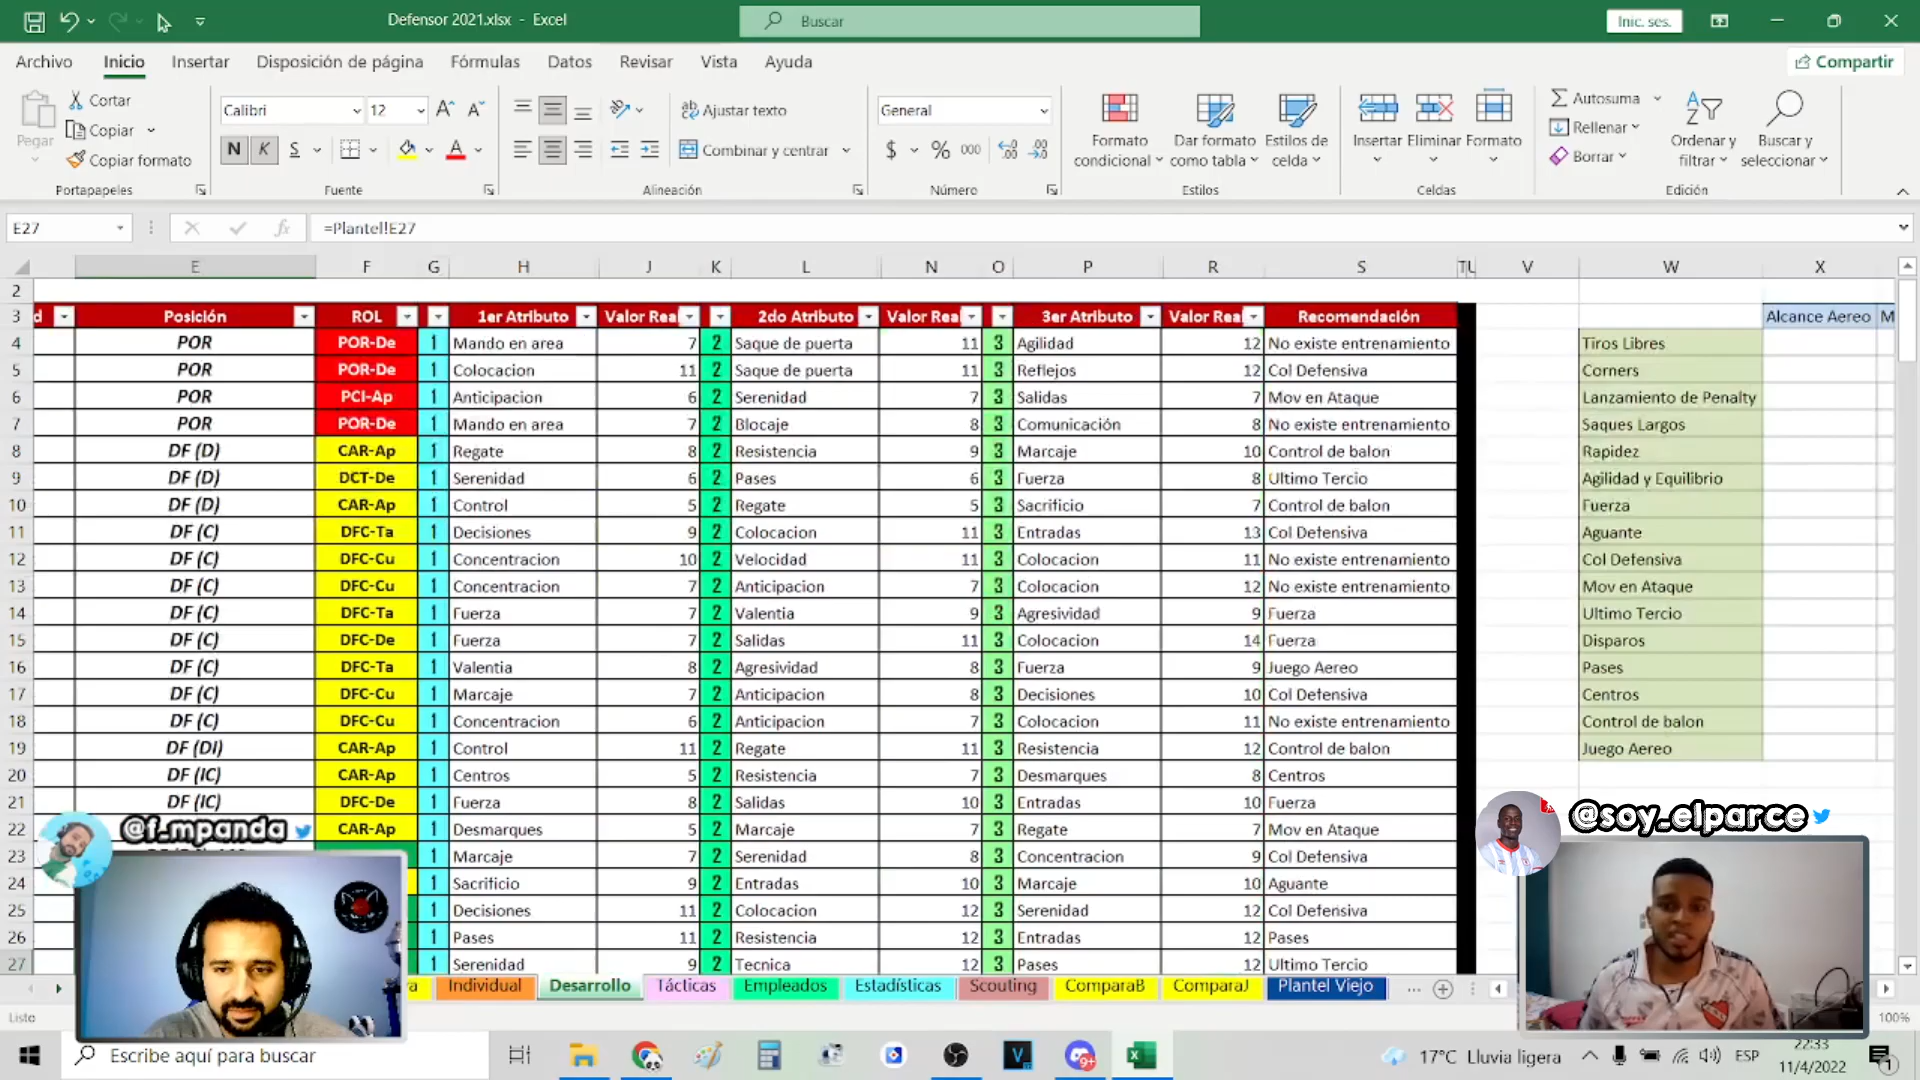 Defensor 2021.xlsx - Excel
Buscar
Inic. ses.
Archivo Inicio Insertar Disposición de página Fórmulas Datos Revisar Vista Ayuda
Compartir
Pegar
Cortar
Copiar
Copiar formato
Portapapeles
Calibri 12
N K S
Fuente
Ajustar texto
Combinar y centrar
Alineación
General
$ % 000
Número
Formato condicional
Dar formato como tabla
Estilos de celda
Estilos
Insertar Eliminar Formato
Celdas
Autosuma
Rellenar
Borrar
Ordenar y filtrar
Buscar y seleccionar
Edición
E27 fx =Plantel!E27
E F G H J K L N O P R S T U V W X
2
3 d Posición ROL 1er Atributo Valor Rea 2do Atributo Valor Rea 3er Atributo Valor Rea Recomendación Alcance Aereo M
4 POR POR-De 1 Mando en area 7 2 Saque de puerta 11 3 Agilidad 12 No existe entrenamiento Tiros Libres
5 POR POR-De 1 Colocacion 11 2 Saque de puerta 11 3 Reflejos 12 Col Defensiva Corners
6 POR PCI-Ap 1 Anticipacion 6 2 Serenidad 7 3 Salidas 7 Mov en Ataque Lanzamiento de Penalty
7 POR POR-De 1 Mando en area 7 2 Blocaje 8 3 Comunicación 8 No existe entrenamiento Saques Largos
8 DF (D) CAR-Ap 1 Regate 8 2 Resistencia 9 3 Marcaje 10 Control de balon Rapidez
9 DF (D) DCT-De 1 Serenidad 6 2 Pases 6 3 Fuerza 8 Ultimo Tercio Agilidad y Equilibrio
10 DF (D) CAR-Ap 1 Control 5 2 Regate 5 3 Sacrificio 7 Control de balon Fuerza
11 DF (C) DFC-Ta 1 Decisiones 9 2 Colocacion 11 3 Entradas 13 Col Defensiva Aguante
12 DF (C) DFC-Cu 1 Concentracion 10 2 Velocidad 11 3 Colocacion 11 No existe entrenamiento Col Defensiva
13 DF (C) DFC-Cu 1 Concentracion 7 2 Anticipacion 7 3 Colocacion 12 No existe entrenamiento Mov en Ataque
14 DF (C) DFC-Ta 1 Fuerza 7 2 Valentia 9 3 Agresividad 9 Fuerza Ultimo Tercio
15 DF (C) DFC-De 1 Fuerza 7 2 Salidas 11 3 Colocacion 14 Fuerza Disparos
16 DF (C) DFC-Ta 1 Valentia 8 2 Agresividad 8 3 Fuerza 9 Juego Aereo Pases
17 DF (C) DFC-Cu 1 Marcaje 7 2 Anticipacion 8 3 Decisiones 10 Col Defensiva Centros
18 DF (C) DFC-Cu 1 Concentracion 6 2 Anticipacion 7 3 Colocacion 11 No existe entrenamiento Control de balon
19 DF (DI) CAR-Ap 1 Control 11 2 Regate 11 3 Resistencia 12 Control de balon Juego Aereo
20 DF (IC) CAR-Ap 1 Centros 5 2 Resistencia 7 3 Desmarques 8 Centros
21 DF (IC) DFC-De 1 Fuerza 8 2 Salidas 10 3 Entradas 10 Fuerza
22 CAR-Ap 1 Desmarques 5 2 Marcaje 7 3 Regate 7 Mov en Ataque
23 1 Marcaje 7 2 Serenidad 8 3 Concentracion 9 Col Defensiva
24 1 Sacrificio 9 2 Entradas 10 3 Marcaje 10 Aguante
25 1 Decisiones 11 2 Colocacion 12 3 Serenidad 12 Col Defensiva
26 1 Pases 11 2 Resistencia 12 3 Entradas 12 Pases
27 1 Serenidad 9 2 Tecnica 12 3 Pases 12 Ultimo Tercio
@f_mpanda
@soy_elparce
Individual Desarrollo Tácticas Empleados Estadísticas Scouting ComparaB ComparaJ Plantel Viejo ...
Listo
100%
Escribe aquí para buscar
9+
17°C Lluvia ligera
ESP
22:33
11/4/2022
1